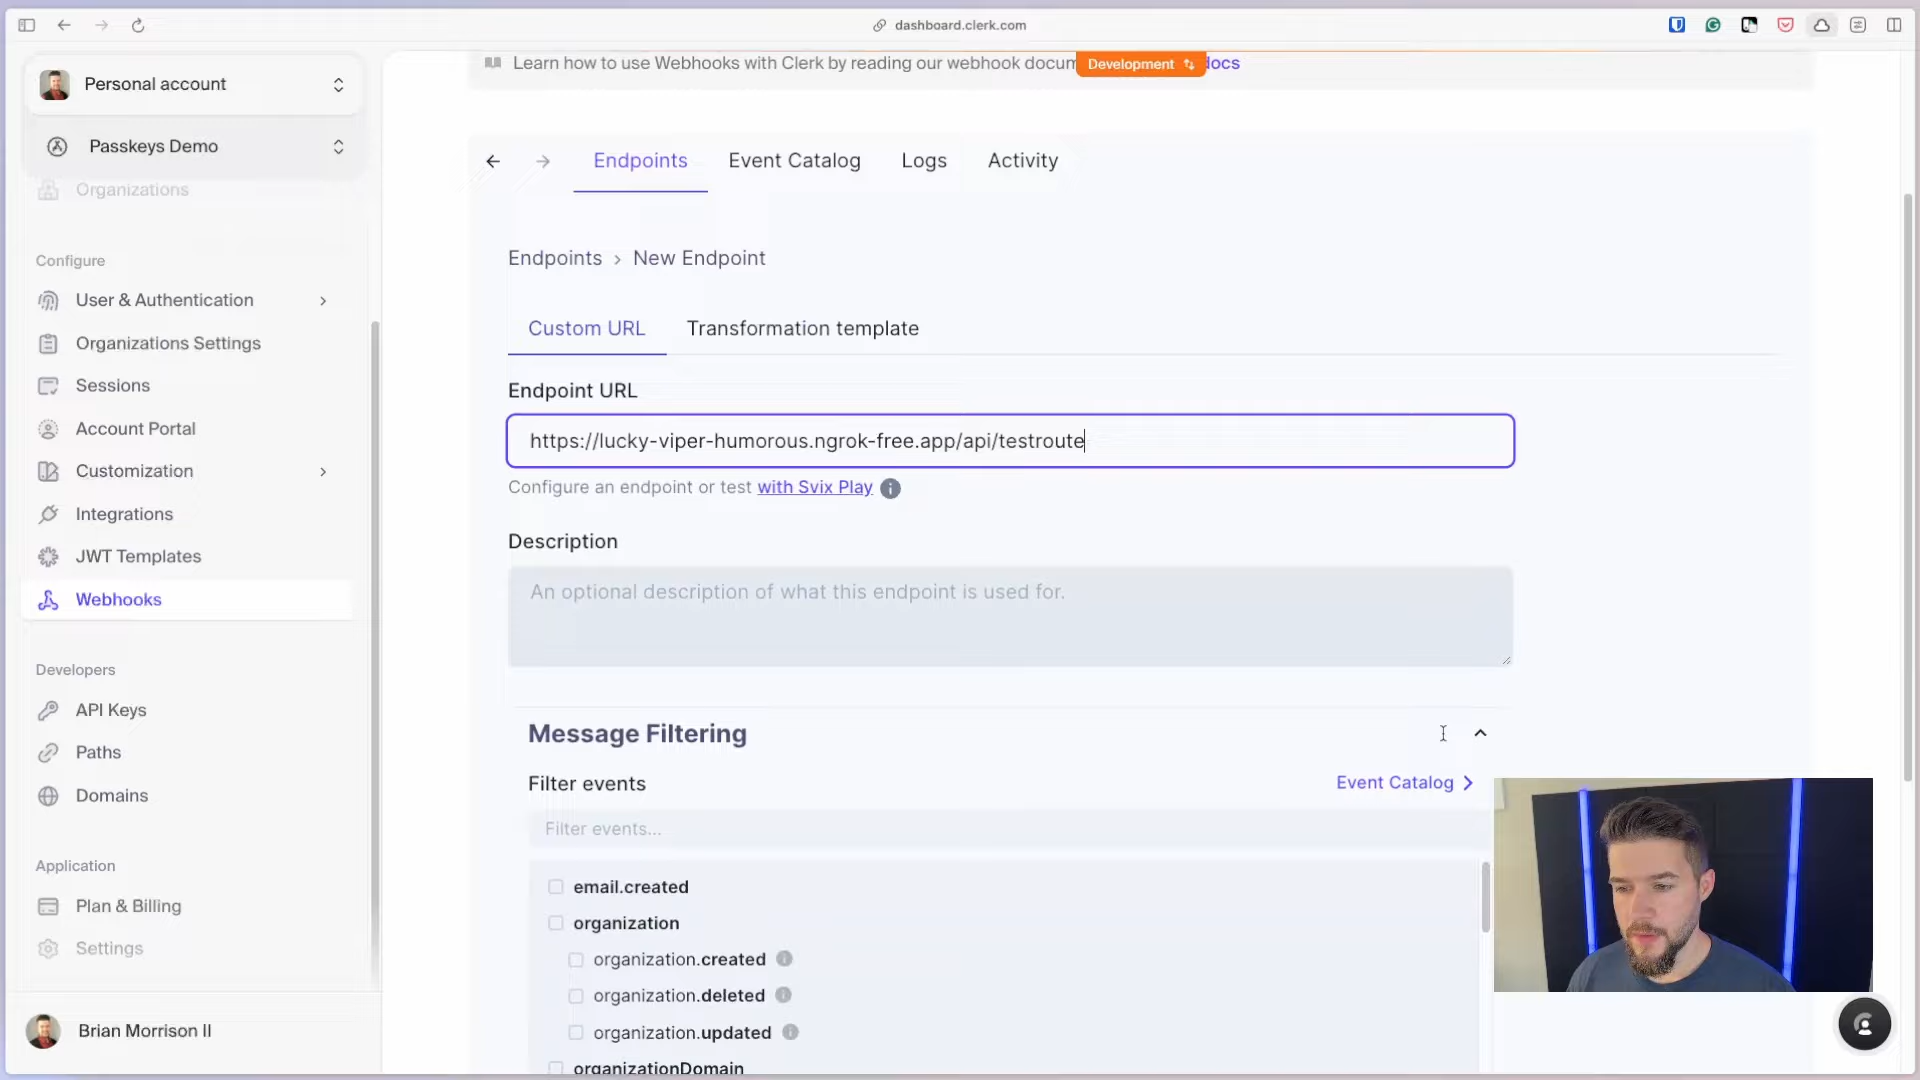 dashboard.clerk.com
Personal account
Passkeys Demo
Organizations
Configure
User & Authentication
Organizations Settings
Sessions
Account Portal
Customization
Integrations
JWT Templates
Webhooks
Developers
API Keys
Paths
Domains
Application
Plan & Billing
Settings
Brian Morrison II
Learn how to use Webhooks with Clerk by reading our webhook docum
Development
docs
Endpoints
Event Catalog
Logs
Activity
Endpoints › New Endpoint
Custom URL
Transformation template
Endpoint URL
https://lucky-viper-humorous.ngrok-free.app/api/testroute
Configure an endpoint or test with Svix Play
Description
An optional description of what this endpoint is used for.
Message Filtering
Filter events
Event Catalog
Filter events...
email.created
organization
organization.created
organization.deleted
organization.updated
organizationDomain